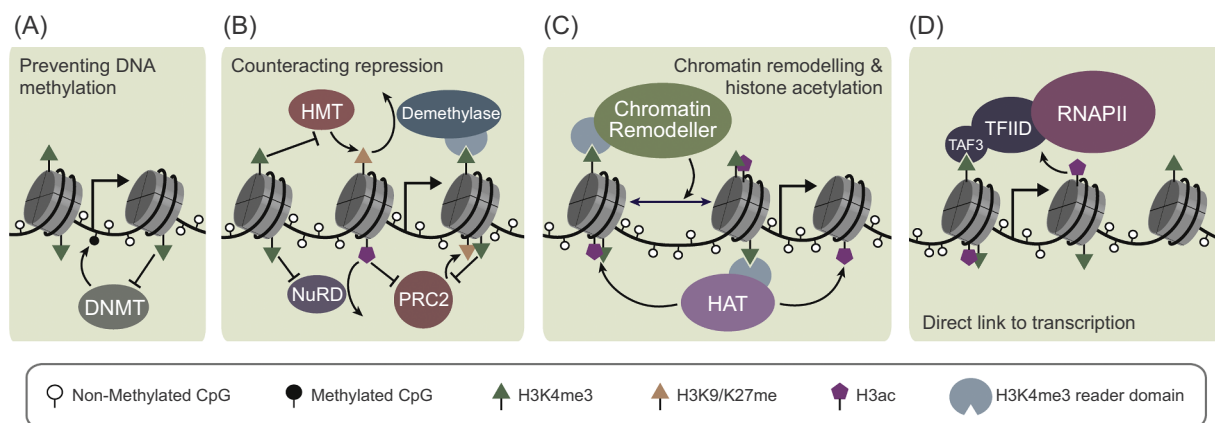 (A)
Preventing DNA
methylation
DNMT
(B)
Counteracting repression
HMT
Demethylase
NuRD
PRC2
(C)
Chromatin remodelling &
histone acetylation
Chromatin
Remodeller
HAT
(D)
RNAPII
TFIID
TAF3
Direct link to transcription
Non-Methylated CpG
Methylated CpG
H3K4me3
H3K9/K27me
H3ac
H3K4me3 reader domain